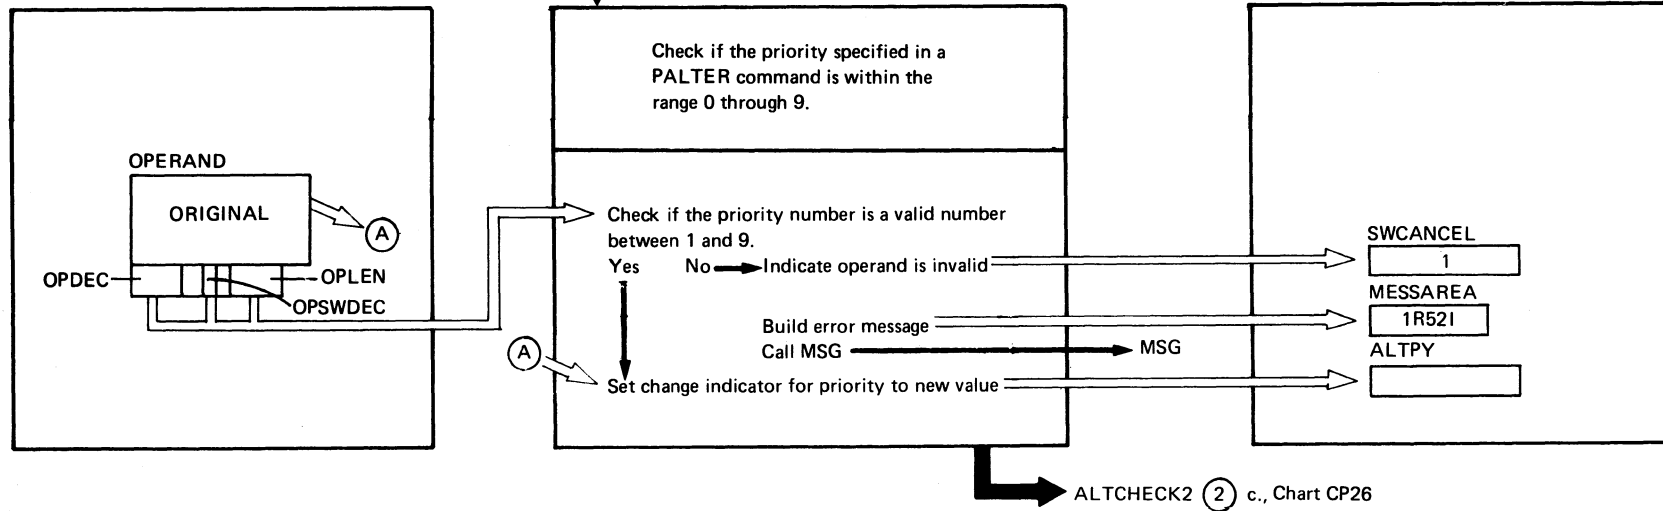 Check if the priority specified in a
PALTER command is within the
range 0 through 9.
OPERAND
ORIGINAL
A
OPDEC
OPLEN
OPSWDEC
Check if the priority number is a valid number
between 1 and 9.
Yes No Indicate operand is invalid
Build error message
Call MSG MSG
A
Set change indicator for priority to new value
SWCANCEL
1
MESSAREA
1R52I
ALTPY
ALTCHECK2 2 c., Chart CP26